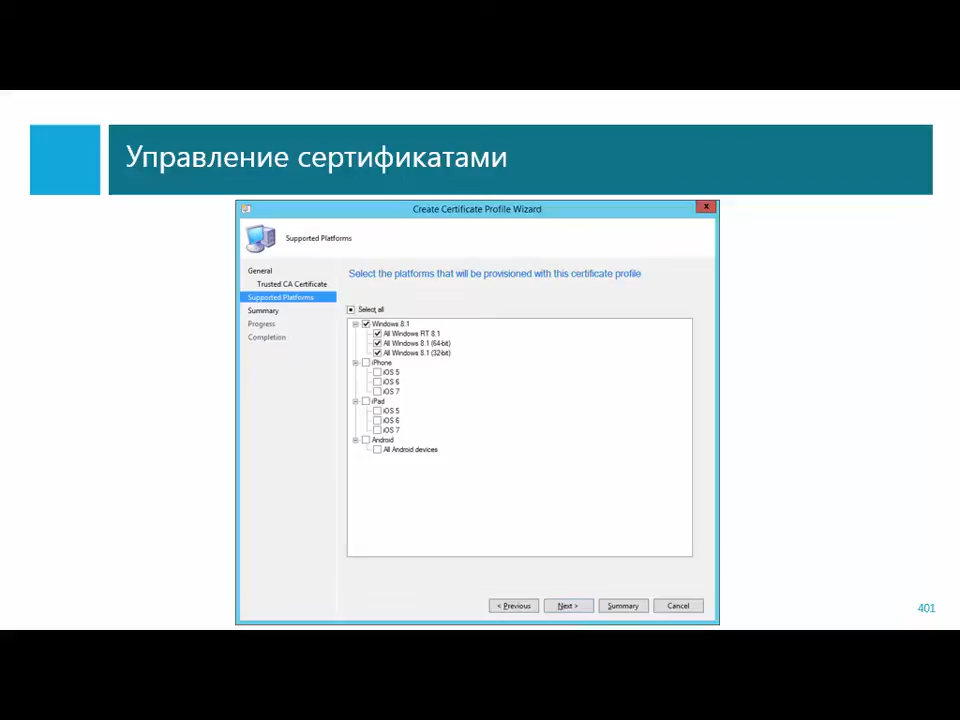 Управление сертификатами
Create Certificate Profile Wizard
x
Supported Platforms
General
Trusted CA Certificate
Supported Platforms
Summary
Progress
Completion
Select the platforms that will be provisioned with this certificate profile
Select all
Windows 8.1
All Windows RT 8.1
All Windows 8.1 (64-bit)
All Windows 8.1 (32-bit)
iPhone
iOS 5
iOS 6
iOS 7
iPad
iOS 5
iOS 6
iOS 7
Android
All Android devices
< Previous
Next >
Summary
Cancel
401